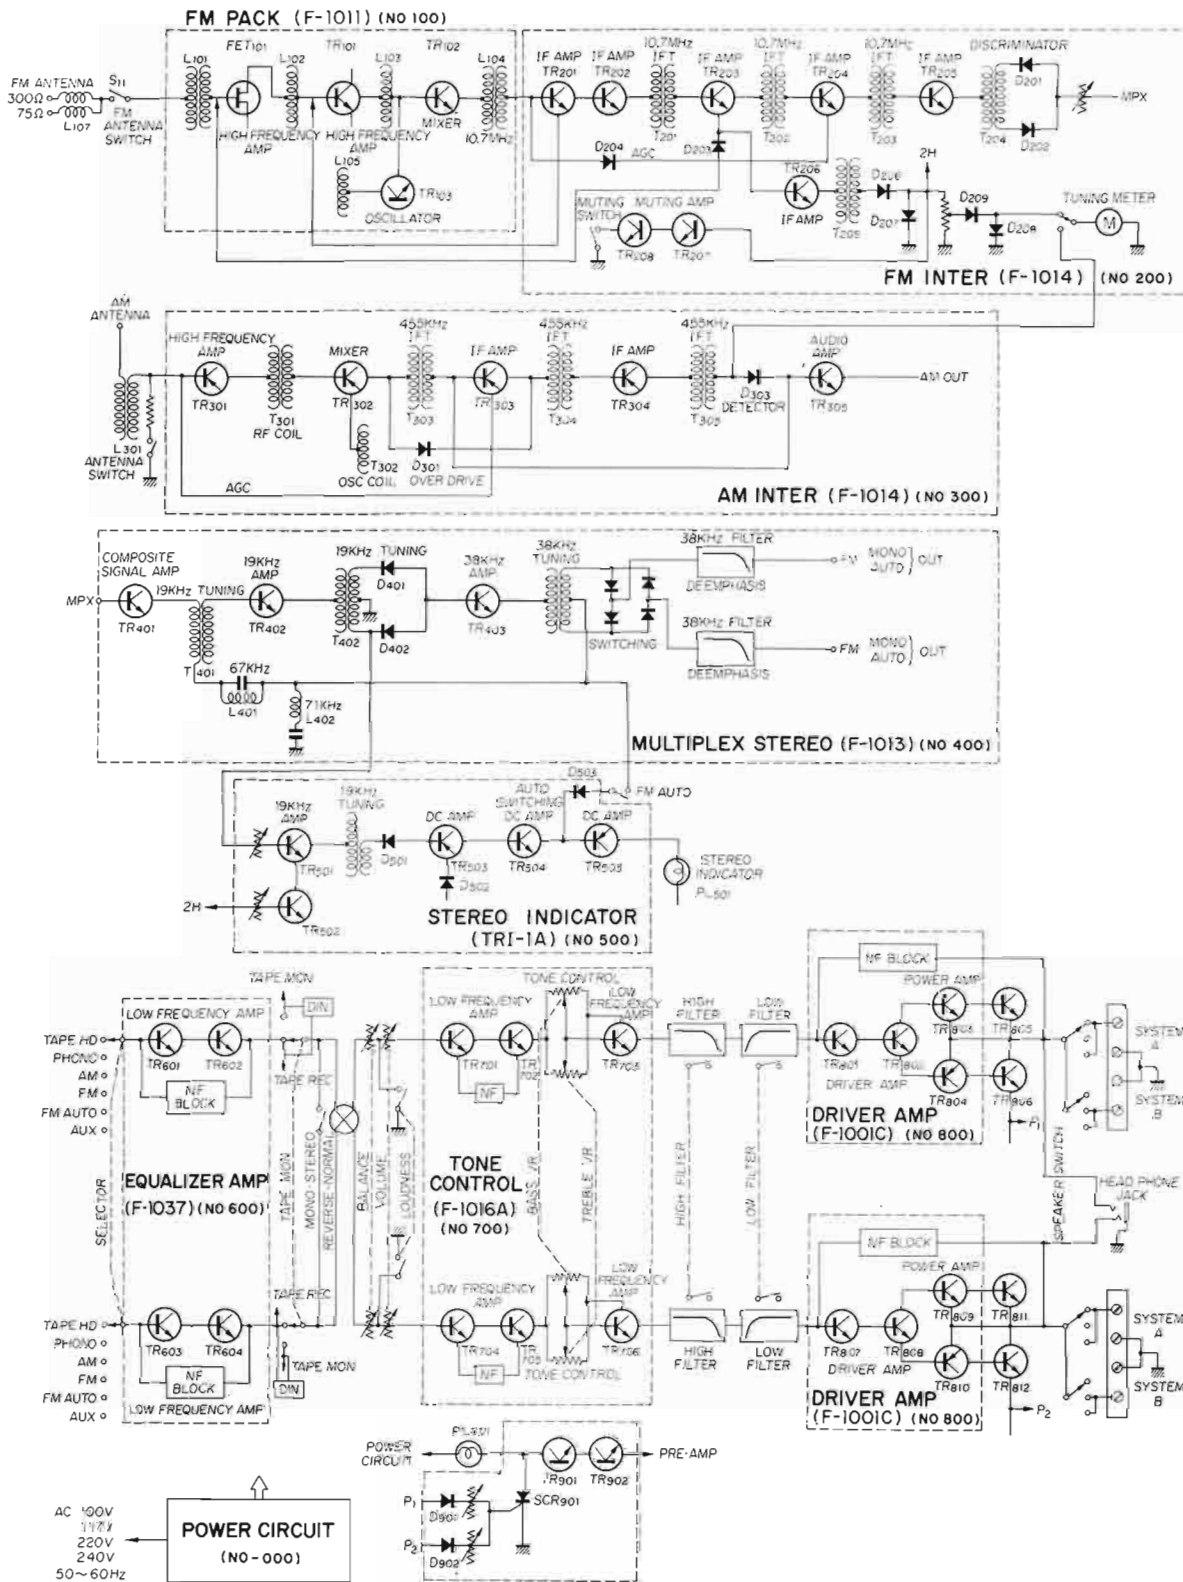 FM PACK (F-1011) (NO 100)
L101
FET101
L102
TR101
L103
TR102
L104
FM ANTENNA
300Ω
75Ω
L107
S11
FM
ANTENNA
SWITCH
HIGH FREQUENCY
AMP
HIGH FREQUENCY
AMP
MIXER
10.7MHz
L105
TR103
OSCILLATOR
IF AMP
TR201
IF AMP
TR202
10.7MHz
IFT
T201
IF AMP
TR203
10.7MHz
IFT
T202
IF AMP
TR204
10.7MHz
IFT
T203
IF AMP
TR205
DISCRIMINATOR
D201
D202
T204
MPX
D204
AGC
D203
TR206
IF AMP
T205
D206
D207
2H
D209
D208
TUNING METER
M
MUTING
SWITCH
MUTING AMP
TR208
TR207
FM INTER (F-1014) (NO 200)
AM
ANTENNA
L301
ANTENNA
SWITCH
HIGH FREQUENCY
AMP
TR301
T301
RF COIL
MIXER
TR302
T302
OSC COIL
455KHz
IFT
T303
IF AMP
TR303
455KHz
IFT
T304
IF AMP
TR304
455KHz
IFT
T305
D303
DETECTOR
AUDIO
AMP
TR305
AM OUT
D301
OVER DRIVE
AGC
AM INTER (F-1014) (NO 300)
COMPOSITE
SIGNAL AMP
MPX
TR401
19KHz TUNING
T401
19KHz
AMP
TR402
19KHz TUNING
T402
D401
D402
38KHz
AMP
TR403
38KHz
TUNING
SWITCHING
38KHz FILTER
DEEMPHASIS
FM MONO
AUTO } OUT
38KHz FILTER
DEEMPHASIS
FM MONO
AUTO } OUT
67KHz
L401
71KHz
L402
MULTIPLEX STEREO (F-1013) (NO 400)
19KHz
AMP
TR501
19KHz
TUNING
D501
DC AMP
TR503
D502
AUTO
SWITCHING
DC AMP
TR504
D503
FM AUTO
DC AMP
TR505
STEREO
INDICATOR
PL501
2H
TR502
STEREO INDICATOR
(TRI-1A) (NO 500)
TAPE MON
DIN
LOW FREQUENCY AMP
TR601
TR602
NF
BLOCK
TAPE HD
PHONO
AM
FM
FM AUTO
AUX
SELECTOR
EQUALIZER AMP
(F-1037) (NO 600)
TAPE REC
TAPE MON
MONO-STEREO
REVERSE-NORMAL
BALANCE
VOLUME
LOUDNESS
LOW FREQUENCY
AMP
TR701
TR702
NF
TONE CONTROL
LOW
FREQUENCY
AMP
TR703
TONE
CONTROL
(F-1016A)
(NO 700)
BASS VR
TREBLE VR
HIGH
FILTER
LOW
FILTER
HIGH FILTER
LOW FILTER
NF BLOCK
POWER AMP
TR801
TR802
TR803
TR805
TR804
TR806
DRIVER AMP
DRIVER AMP
(F-1001C) (NO 800)
P1
SYSTEM
A
SYSTEM
B
SPEAKER SWITCH
HEAD PHONE
JACK
TAPE HD
PHONO
AM
FM
FM AUTO
AUX
TR603
TR604
NF
BLOCK
LOW FREQUENCY AMP
TAPE REC
TAPE MON
DIN
LOW FREQUENCY
AMP
TR704
TR705
NF
LOW
FREQUENCY
AMP
TR706
TONE CONTROL
HIGH
FILTER
LOW
FILTER
NF BLOCK
POWER AMP
TR807
TR808
TR809
TR811
TR810
TR812
DRIVER AMP
DRIVER AMP
(F-1001C) (NO 800)
P2
SYSTEM
A
SYSTEM
B
POWER
CIRCUIT
PL901
TR901
TR902
PRE-AMP
P1
D901
SCR901
P2
D902
AC 100V
117V
220V
240V
50~60Hz
POWER CIRCUIT
(NO-000)